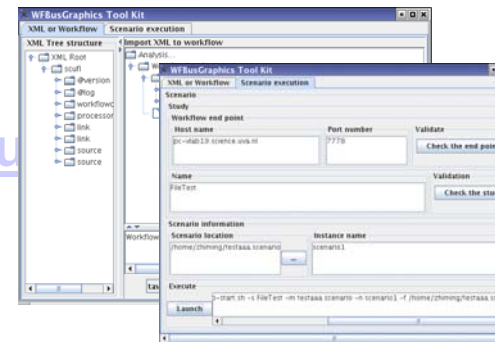 WFBusGraphics Tool Kit
XML or Workflow Scenario execution
XML Tree structure
Import XML to workflow
XML Root
scufl
@version
@log
workflowd
processor
link
link
source
source
Analysis...
Workflow
WFBusGraphics Tool Kit
XML or Workflow Scenario execution
Scenario
Study
Workflow end point
Host name Port number Validate
pc-vlab19.science.uva.nl 7778 Check the end poin
Name Validation
FileTest Check the stu
Scenario information
Scenario location Instance name
/home/zhiming/testaaa.scenario ... scenario1
Execute
Launch
-start.sh -s FileTest -m testaaa.scenario -n scenario1 -f /home/zhiming/testaaa.s